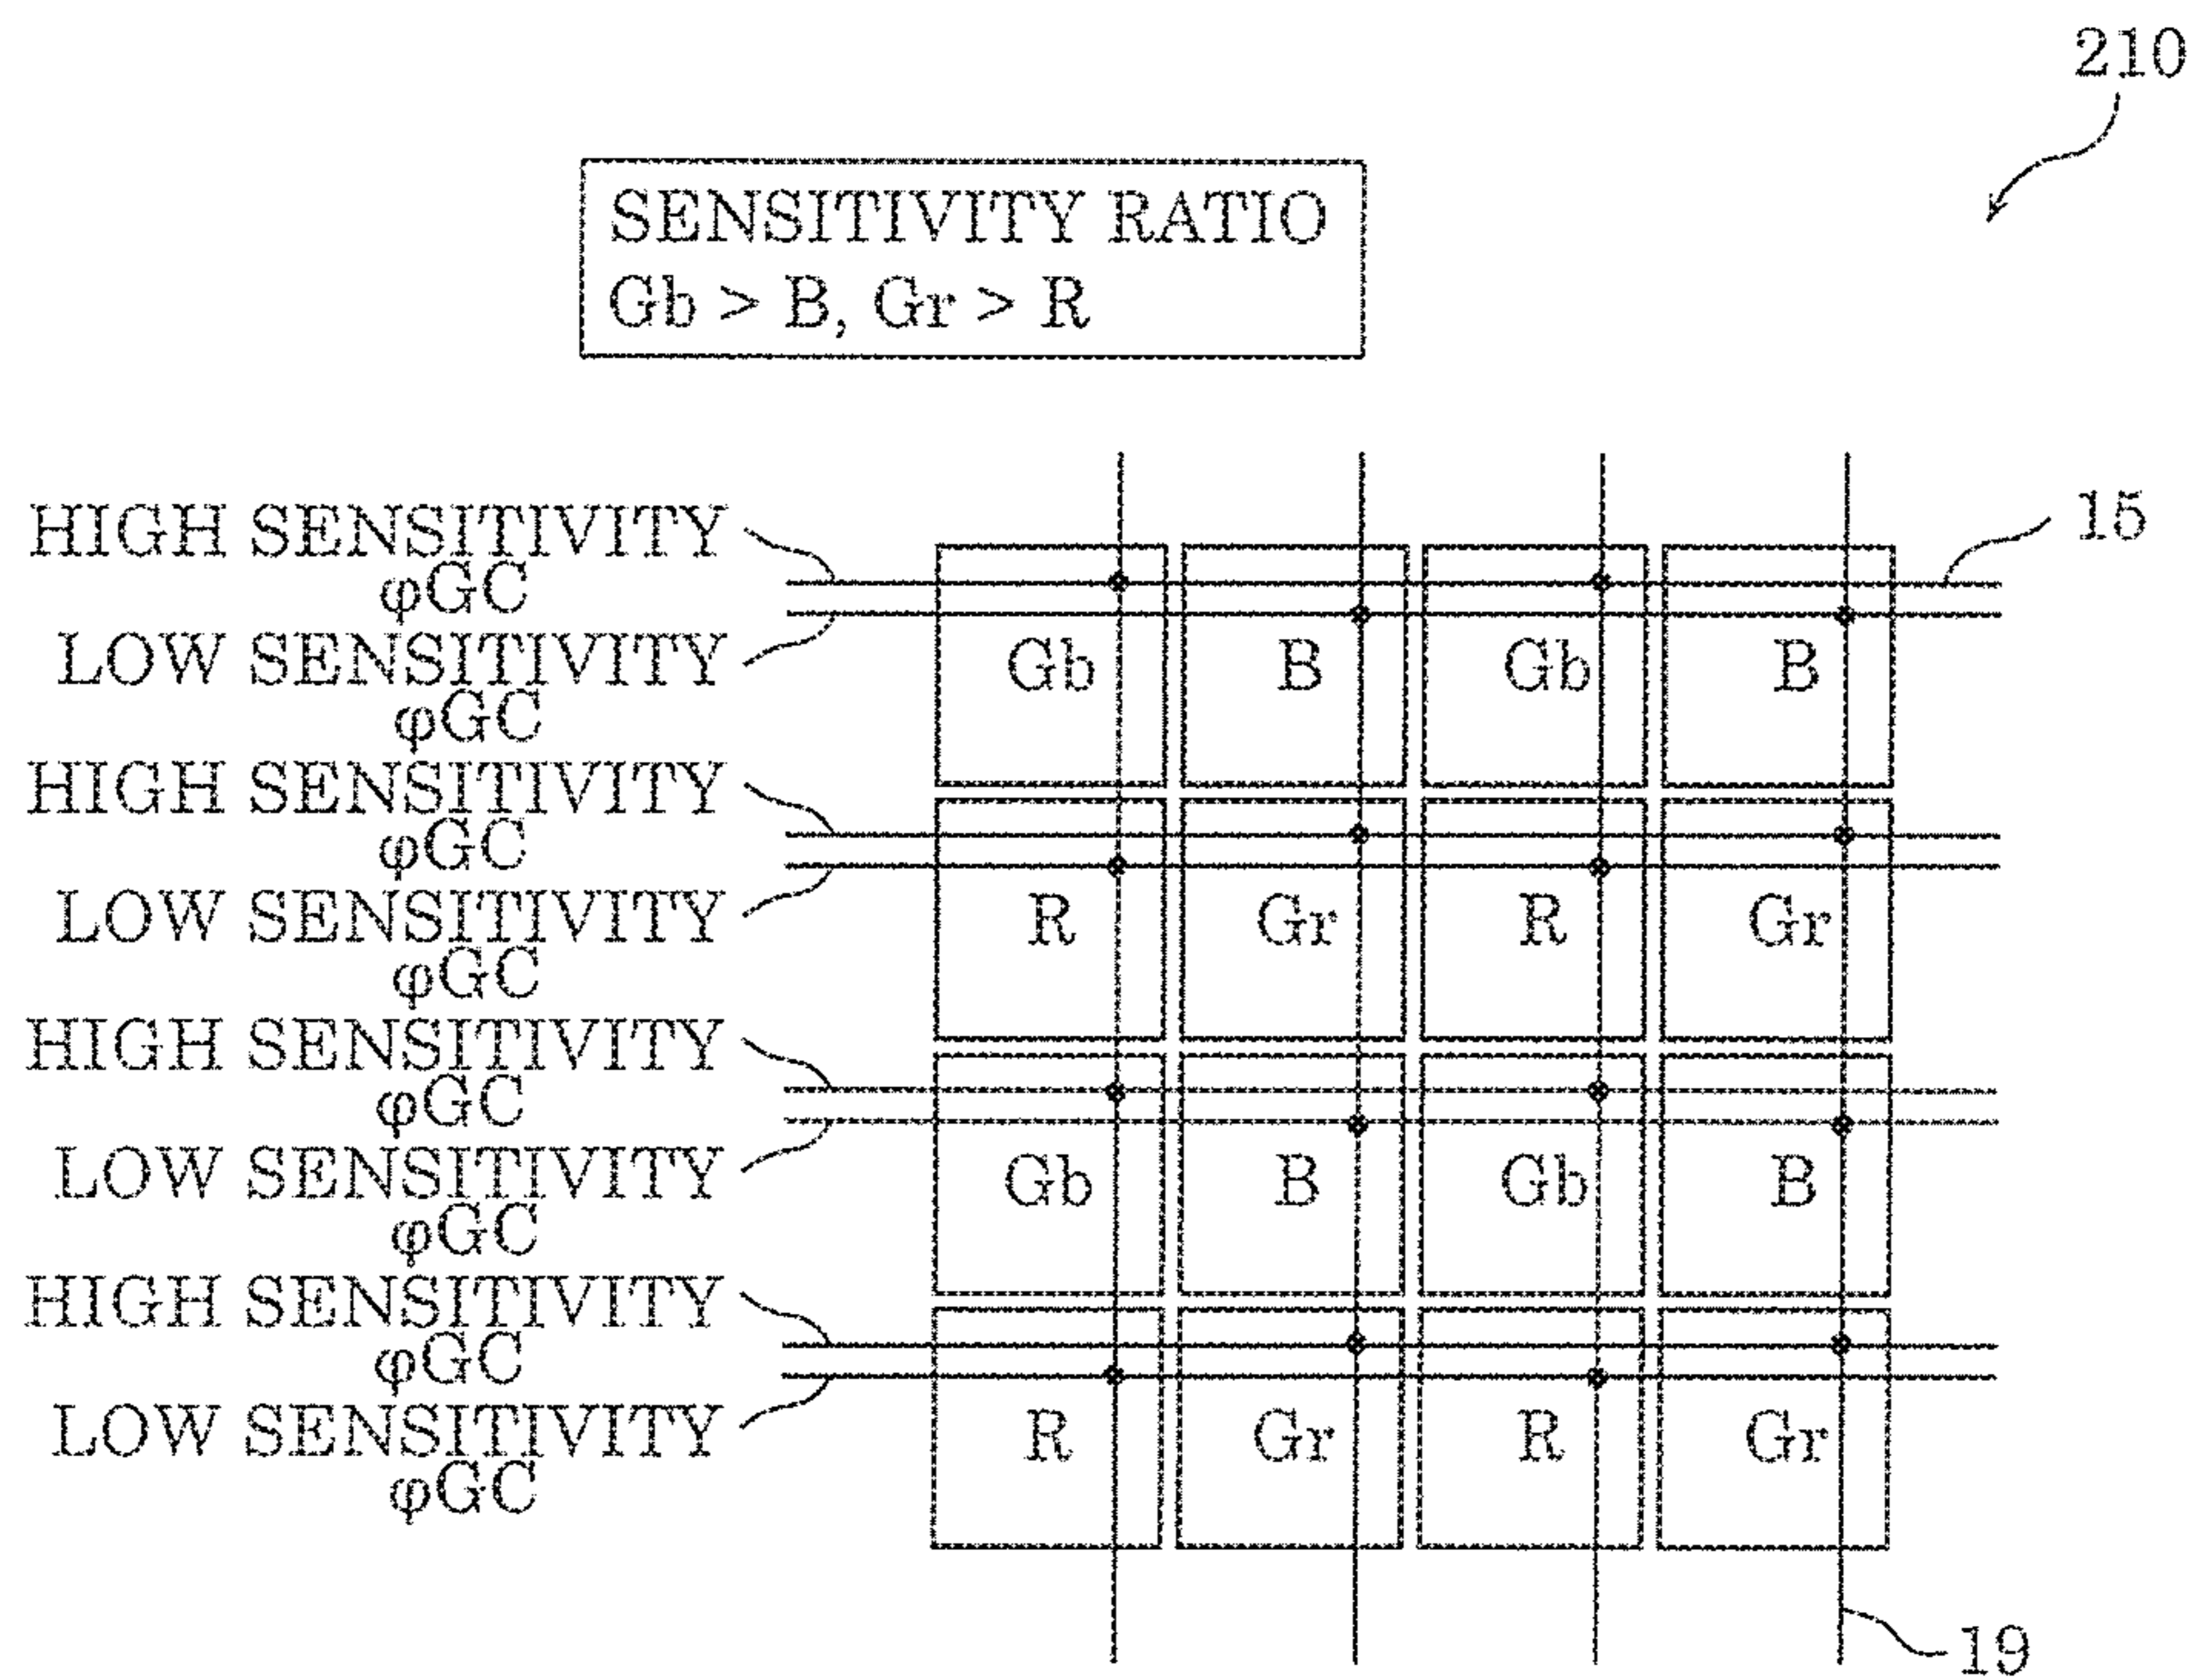 210
SENSITIVITY RATIO
Gb > B, Gr > R
HIGH SENSITIVITY
φGC
15
LOW SENSITIVITY
φGC
Gb B Gb B
HIGH SENSITIVITY
φGC
LOW SENSITIVITY
φGC
R Gr R Gr
HIGH SENSITIVITY
φGC
LOW SENSITIVITY
φGC
Gb B Gb B
HIGH SENSITIVITY
φGC
LOW SENSITIVITY
φGC
R Gr R Gr
19